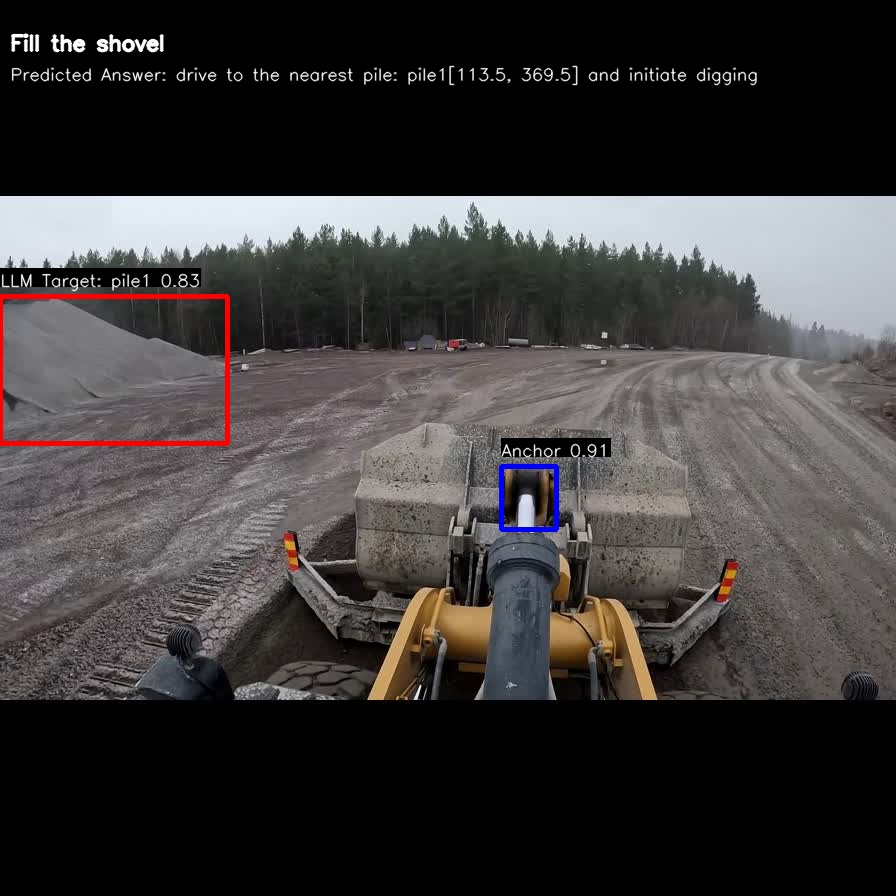 Fill the shovel
Predicted Answer: drive to the nearest pile: pile1[113.5, 369.5] and initiate digging
LLM Target: pile1 0.83
Anchor 0.91